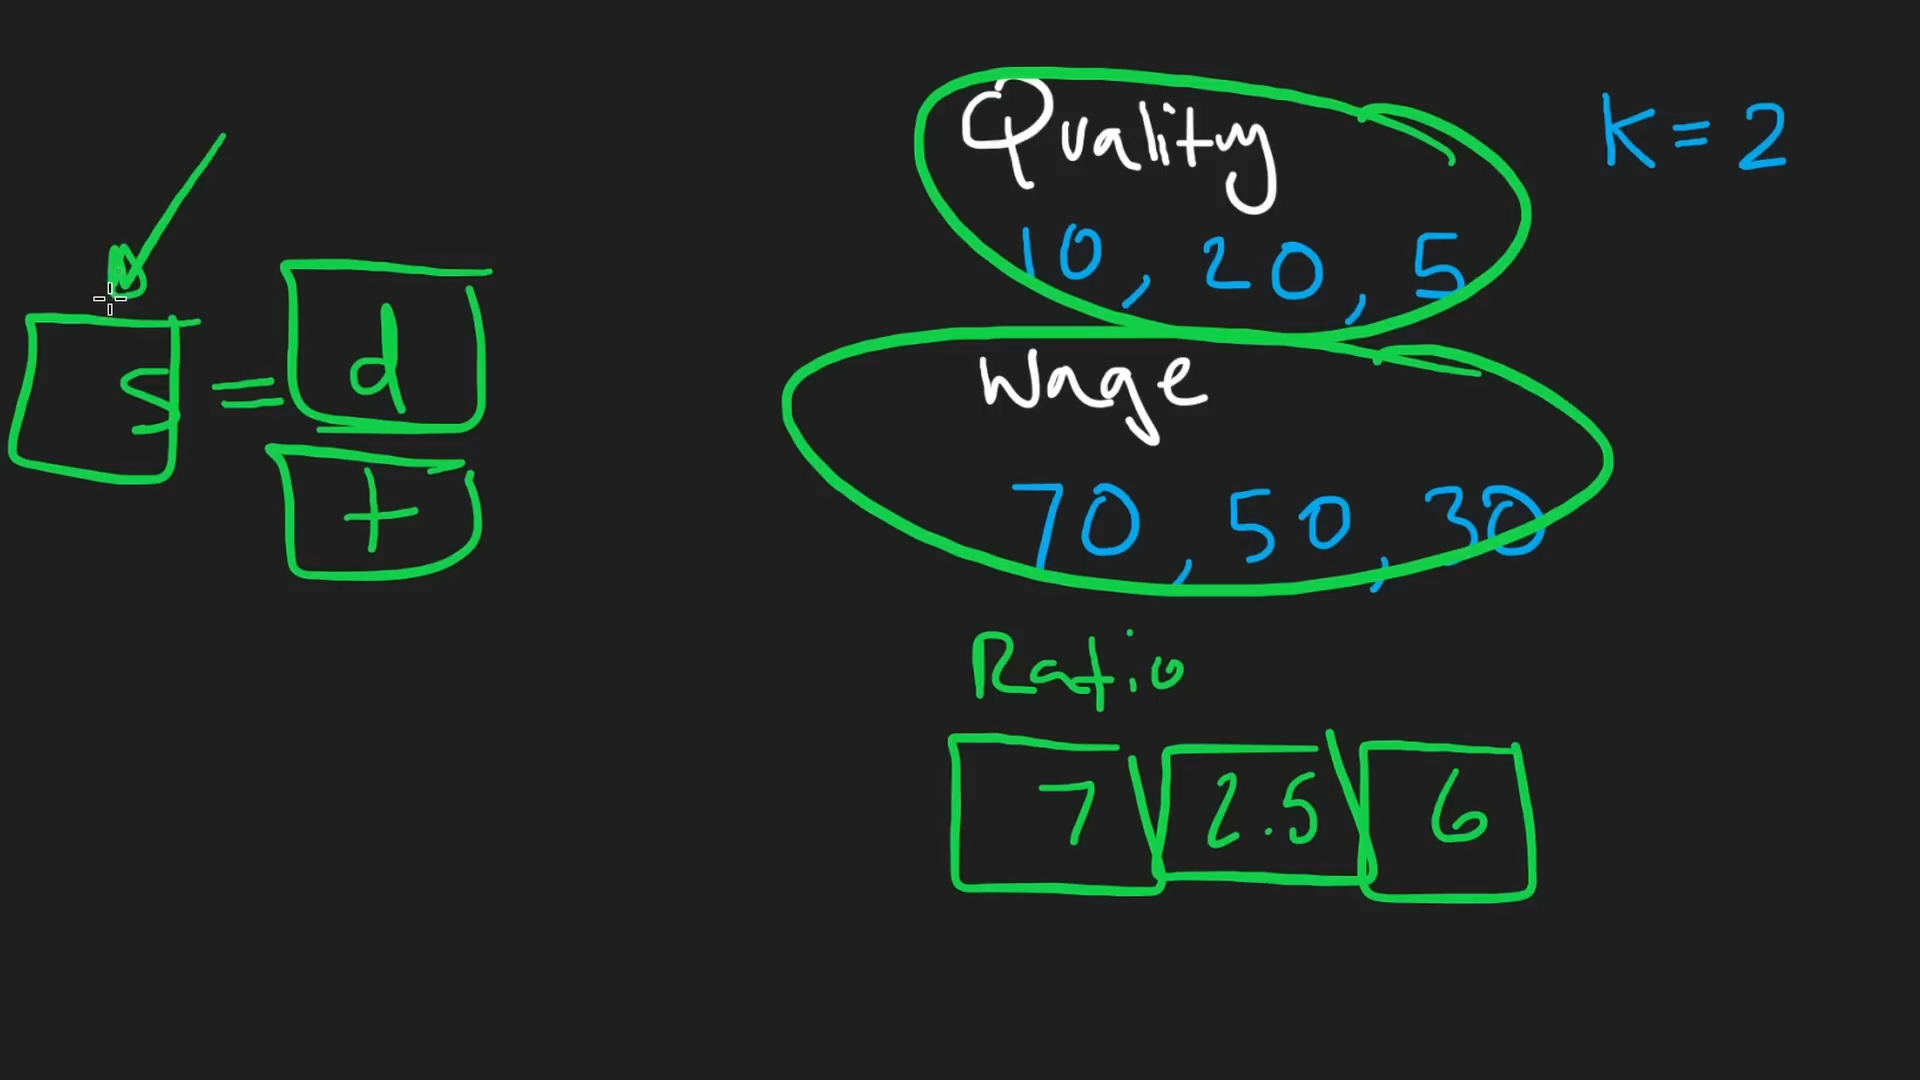 Quality
10, 20, 5
K = 2
S = d
t
Wage
70, 50, 30
Ratio
7 2.5 6